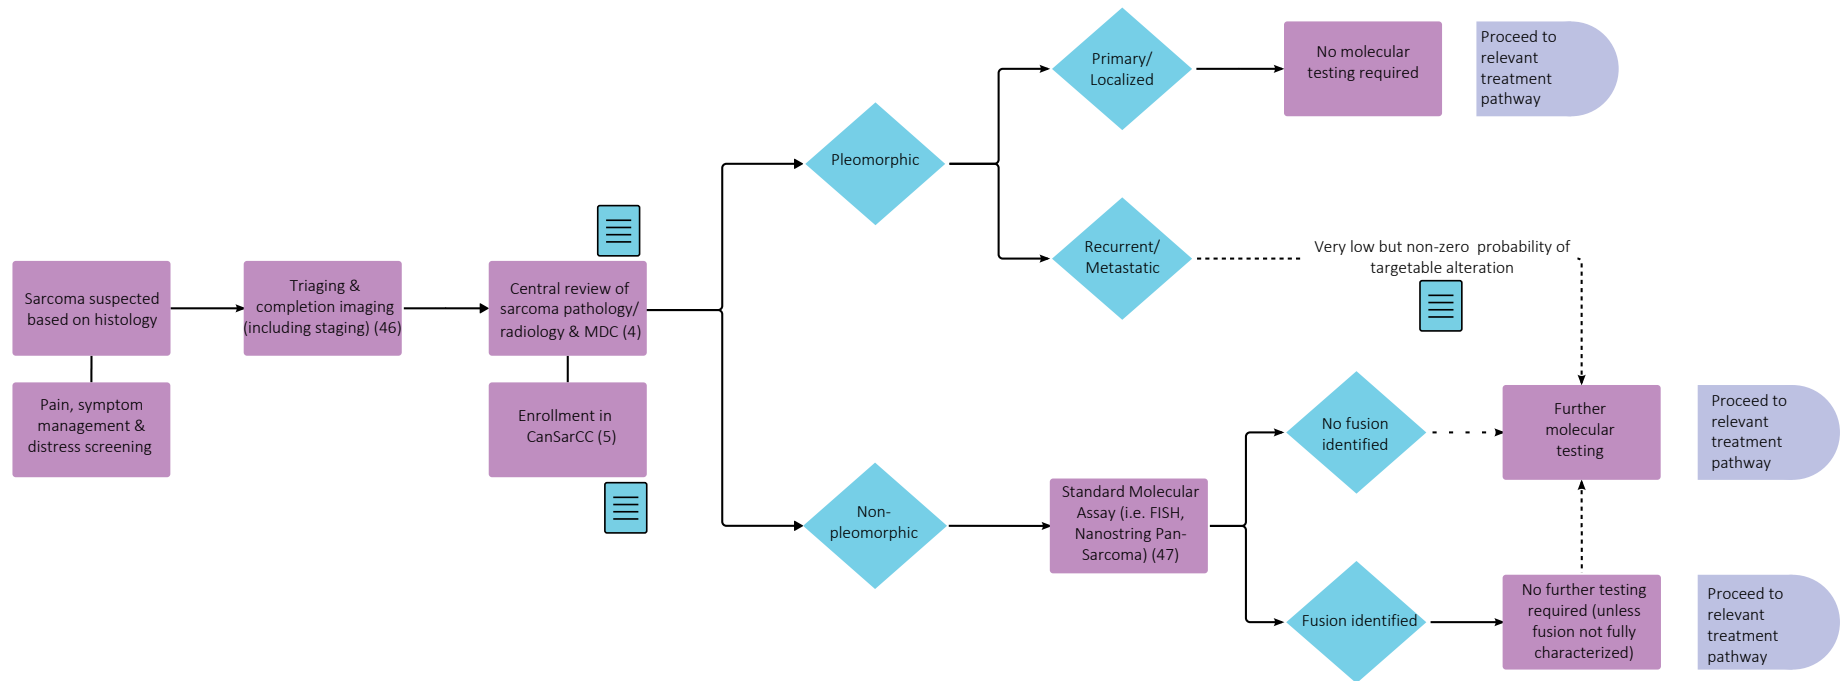 Sarcoma suspected
based on histology
Pain, symptom
management &
distress screening
Triaging &
completion imaging
(including staging) (46)
Central review of
sarcoma pathology/
radiology & MDC (4)
Enrollment in
CanSarCC (5)
Pleomorphic
Primary/
Localized
No molecular
testing required
Proceed to
relevant
treatment
pathway
Recurrent/
Metastatic
Very low but non-zero probability of
targetable alteration
Non-
pleomorphic
Standard Molecular
Assay (i.e. FISH,
Nanostring Pan-
Sarcoma) (47)
No fusion
identified
Further
molecular
testing
Proceed to
relevant
treatment
pathway
Fusion identified
No further testing
required (unless
fusion not fully
characterized)
Proceed to
relevant
treatment
pathway